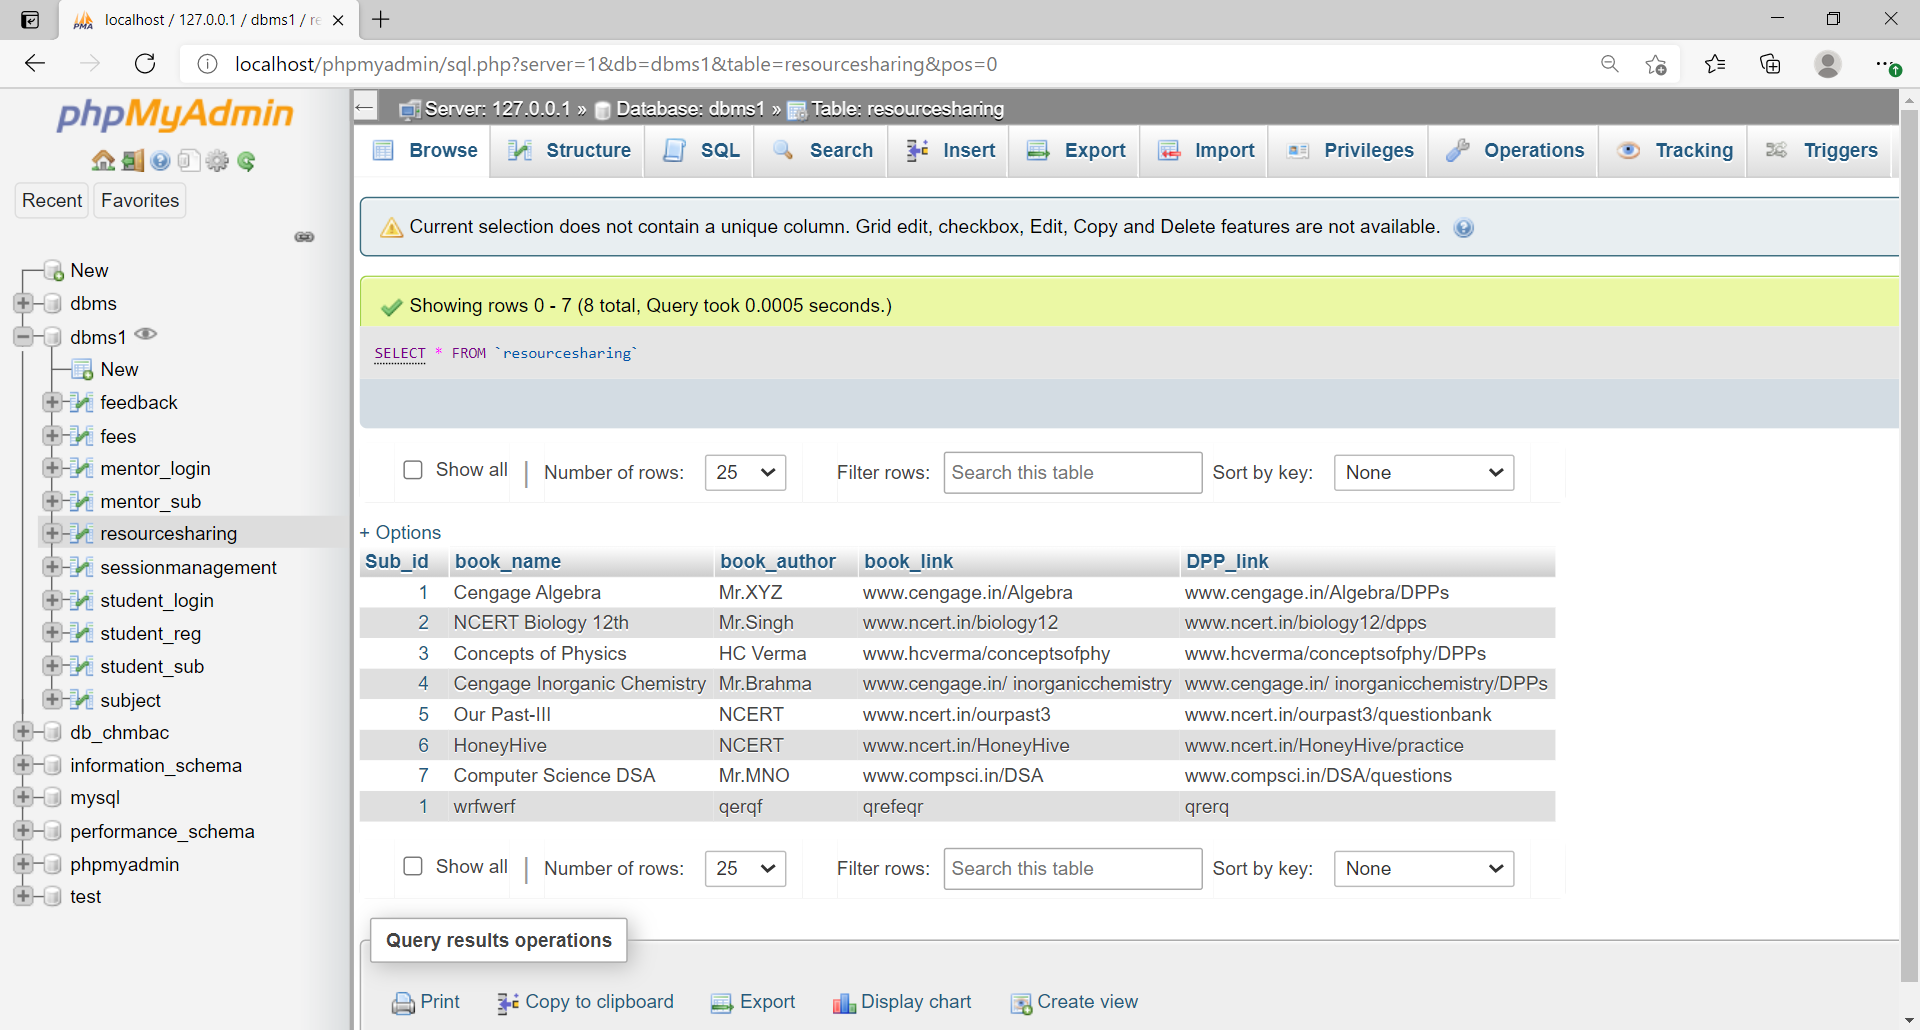 localhost / 127.0.0.1 / dbms1 / re
localhost/phpmyadmin/sql.php?server=1&db=dbms1&table=resourcesharing&pos=0
phpMyAdmin
Recent
Favorites
New
dbms
dbms1
New
feedback
fees
mentor_login
mentor_sub
resourcesharing
sessionmanagement
student_login
student_reg
student_sub
subject
db_chmbac
information_schema
mysql
performance_schema
phpmyadmin
test
Server: 127.0.0.1 » Database: dbms1 » Table: resourcesharing
Browse Structure SQL Search Insert Export Import Privileges Operations Tracking Triggers
Current selection does not contain a unique column. Grid edit, checkbox, Edit, Copy and Delete features are not available.
Showing rows 0 - 7 (8 total, Query took 0.0005 seconds.)
SELECT * FROM `resourcesharing`
Show all | Number of rows: 25 Filter rows: Search this table Sort by key: None
+ Options
Sub_id book_name book_author book_link DPP_link
1 Cengage Algebra Mr.XYZ www.cengage.in/Algebra www.cengage.in/Algebra/DPPs
2 NCERT Biology 12th Mr.Singh www.ncert.in/biology12 www.ncert.in/biology12/dpps
3 Concepts of Physics HC Verma www.hcverma/conceptsofphy www.hcverma/conceptsofphy/DPPs
4 Cengage Inorganic Chemistry Mr.Brahma www.cengage.in/ inorganicchemistry www.cengage.in/ inorganicchemistry/DPPs
5 Our Past-III NCERT www.ncert.in/ourpast3 www.ncert.in/ourpast3/questionbank
6 HoneyHive NCERT www.ncert.in/HoneyHive www.ncert.in/HoneyHive/practice
7 Computer Science DSA Mr.MNO www.compsci.in/DSA www.compsci.in/DSA/questions
1 wrfwerf qerqf qrefeqr qrerq
Show all | Number of rows: 25 Filter rows: Search this table Sort by key: None
Query results operations
Print Copy to clipboard Export Display chart Create view